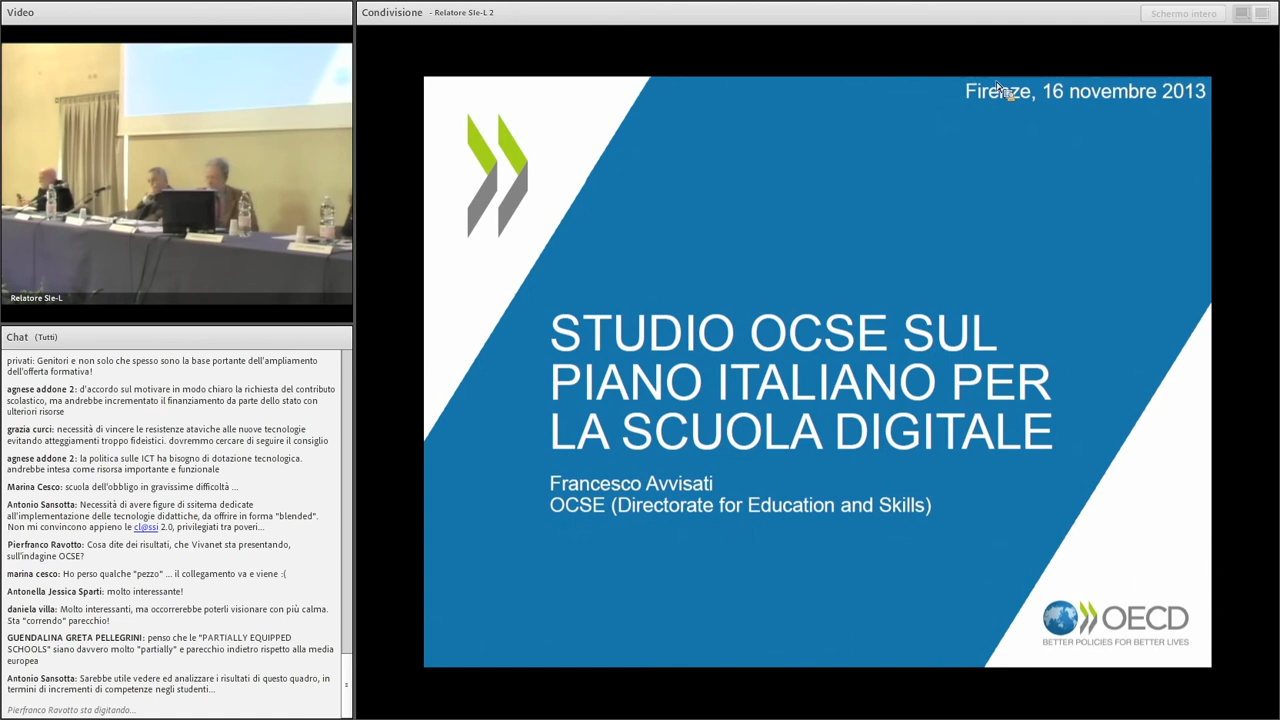 Video
Condivisione - Relatore SIe-L 2
Schermo intero
Relatore SIe-L
Chat (Tutti)
privati: Genitori e non solo che spesso sono la base portante dell'ampliamento
dell'offerta formativa!
agnese addone 2: d'accordo sul motivare in modo chiaro la richiesta del contributo
scolastico, ma andrebbe incrementato il finanziamento da parte dello stato con
ulteriori risorse
grazia curci: necessità di vincere le resistenze ataviche alle nuove tecnologie
evitando atteggiamenti troppo fideistici. dovremmo cercare di seguire il consiglio
agnese addone 2: la politica sulle ICT ha bisogno di dotazione tecnologica.
andrebbe intesa come risorsa importante e funzionale
Marina Cesco: scuola dell'obbligo in gravissime difficoltà ...
Antonio Sansotta: Necessità di avere figure di ssitema dedicate
all'implementazione delle tecnologie didattiche, da offrire in forma "blended".
Non mi convincono appieno le cl@ssi 2.0, privilegiati tra poveri...
Pierfranco Ravotto: Cosa dite dei risultati, che Vivanet sta presentando,
sull'indagine OCSE?
marina cesco: Ho perso qualche "pezzo" ... il collegamento va e viene :(
Antonella Jessica Sparti: molto interessante!
daniela villa: Molto interessanti, ma occorrerebbe poterli visionare con più calma.
Sta "correndo" parecchio!
GUENDALINA GRETA PELLEGRINI: penso che le "PARTIALLY EQUIPPED
SCHOOLS" siano davvero molto "partially" e parecchio indietro rispetto alla media
europea
Antonio Sansotta: Sarebbe utile vedere ed analizzare i risultati di questo quadro, in
termini di incrementi di competenze negli studenti...
Pierfranco Ravotto sta digitando...
Firenze, 16 novembre 2013
STUDIO OCSE SUL
PIANO ITALIANO PER
LA SCUOLA DIGITALE
Francesco Avvisati
OCSE (Directorate for Education and Skills)
OECD
BETTER POLICIES FOR BETTER LIVES